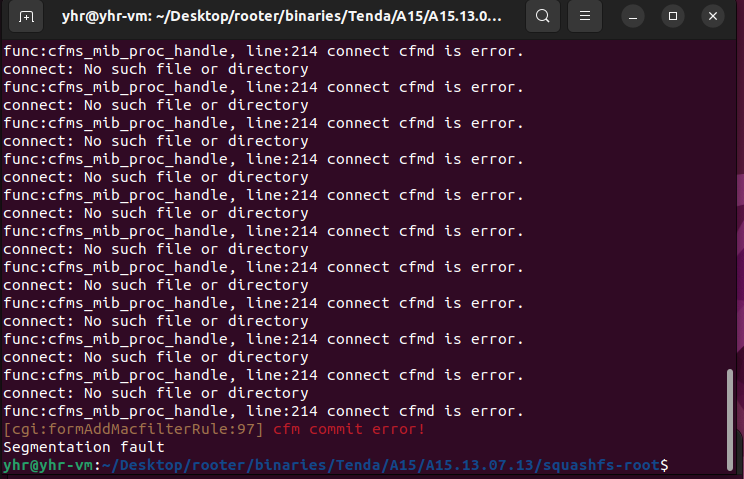 yhr@yhr-vm: ~/Desktop/rooter/binaries/Tenda/A15/A15.13.0...
func:cfms_mib_proc_handle, line:214 connect cfmd is error.
connect: No such file or directory
func:cfms_mib_proc_handle, line:214 connect cfmd is error.
connect: No such file or directory
func:cfms_mib_proc_handle, line:214 connect cfmd is error.
connect: No such file or directory
func:cfms_mib_proc_handle, line:214 connect cfmd is error.
connect: No such file or directory
func:cfms_mib_proc_handle, line:214 connect cfmd is error.
connect: No such file or directory
func:cfms_mib_proc_handle, line:214 connect cfmd is error.
connect: No such file or directory
func:cfms_mib_proc_handle, line:214 connect cfmd is error.
connect: No such file or directory
func:cfms_mib_proc_handle, line:214 connect cfmd is error.
connect: No such file or directory
func:cfms_mib_proc_handle, line:214 connect cfmd is error.
connect: No such file or directory
func:cfms_mib_proc_handle, line:214 connect cfmd is error.
connect: No such file or directory
func:cfms_mib_proc_handle, line:214 connect cfmd is error.
[cgi:formAddMacfilterRule:97] cfm commit error!
Segmentation fault
yhr@yhr-vm:~/Desktop/rooter/binaries/Tenda/A15/A15.13.07.13/squashfs-root$